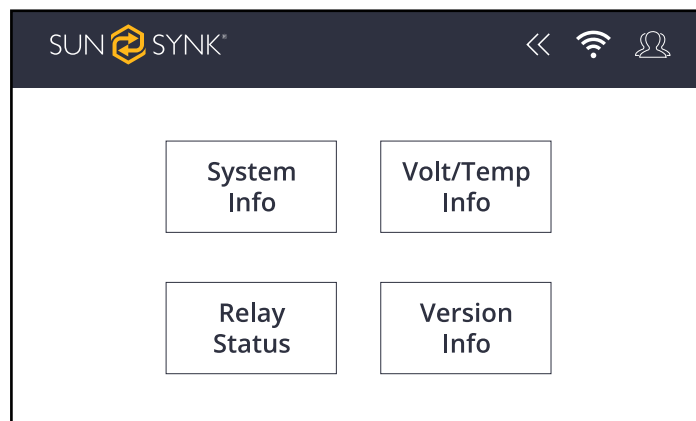 SUN SYNK®
System
Info
Volt/Temp
Info
Relay
Status
Version
Info